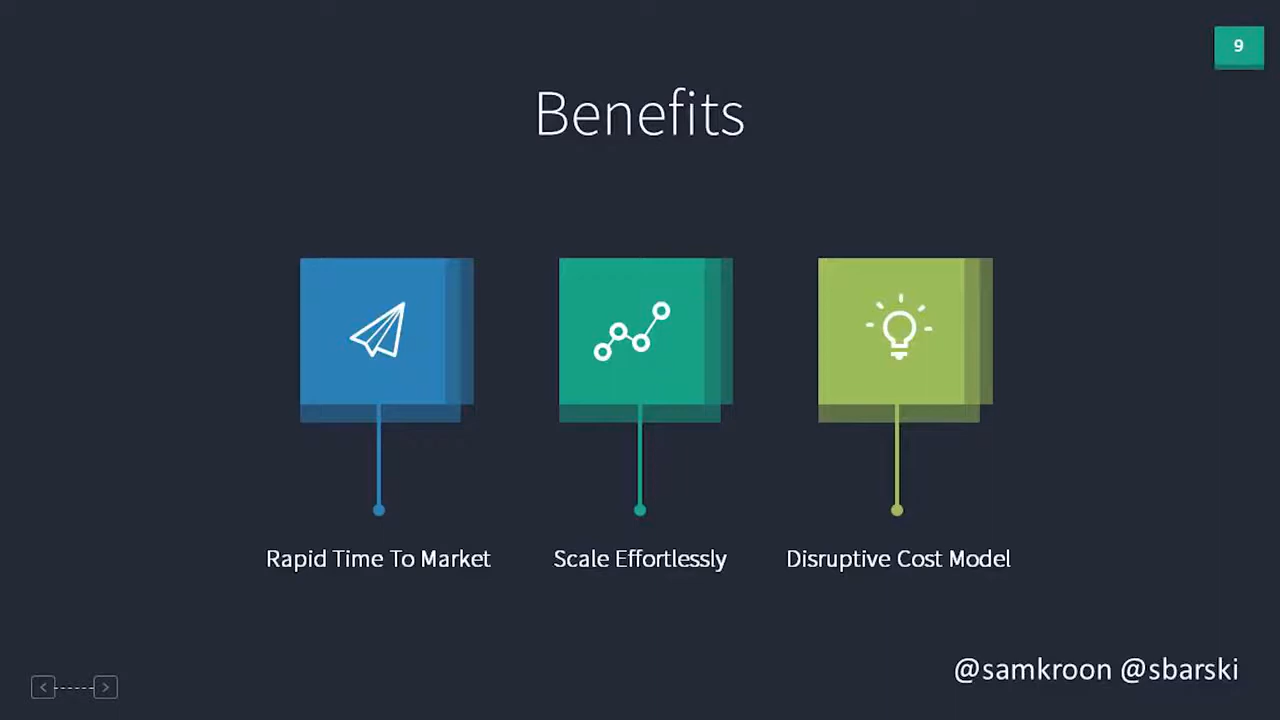 9
Benefits
Rapid Time To Market
Scale Effortlessly
Disruptive Cost Model
@samkroon @sbarski